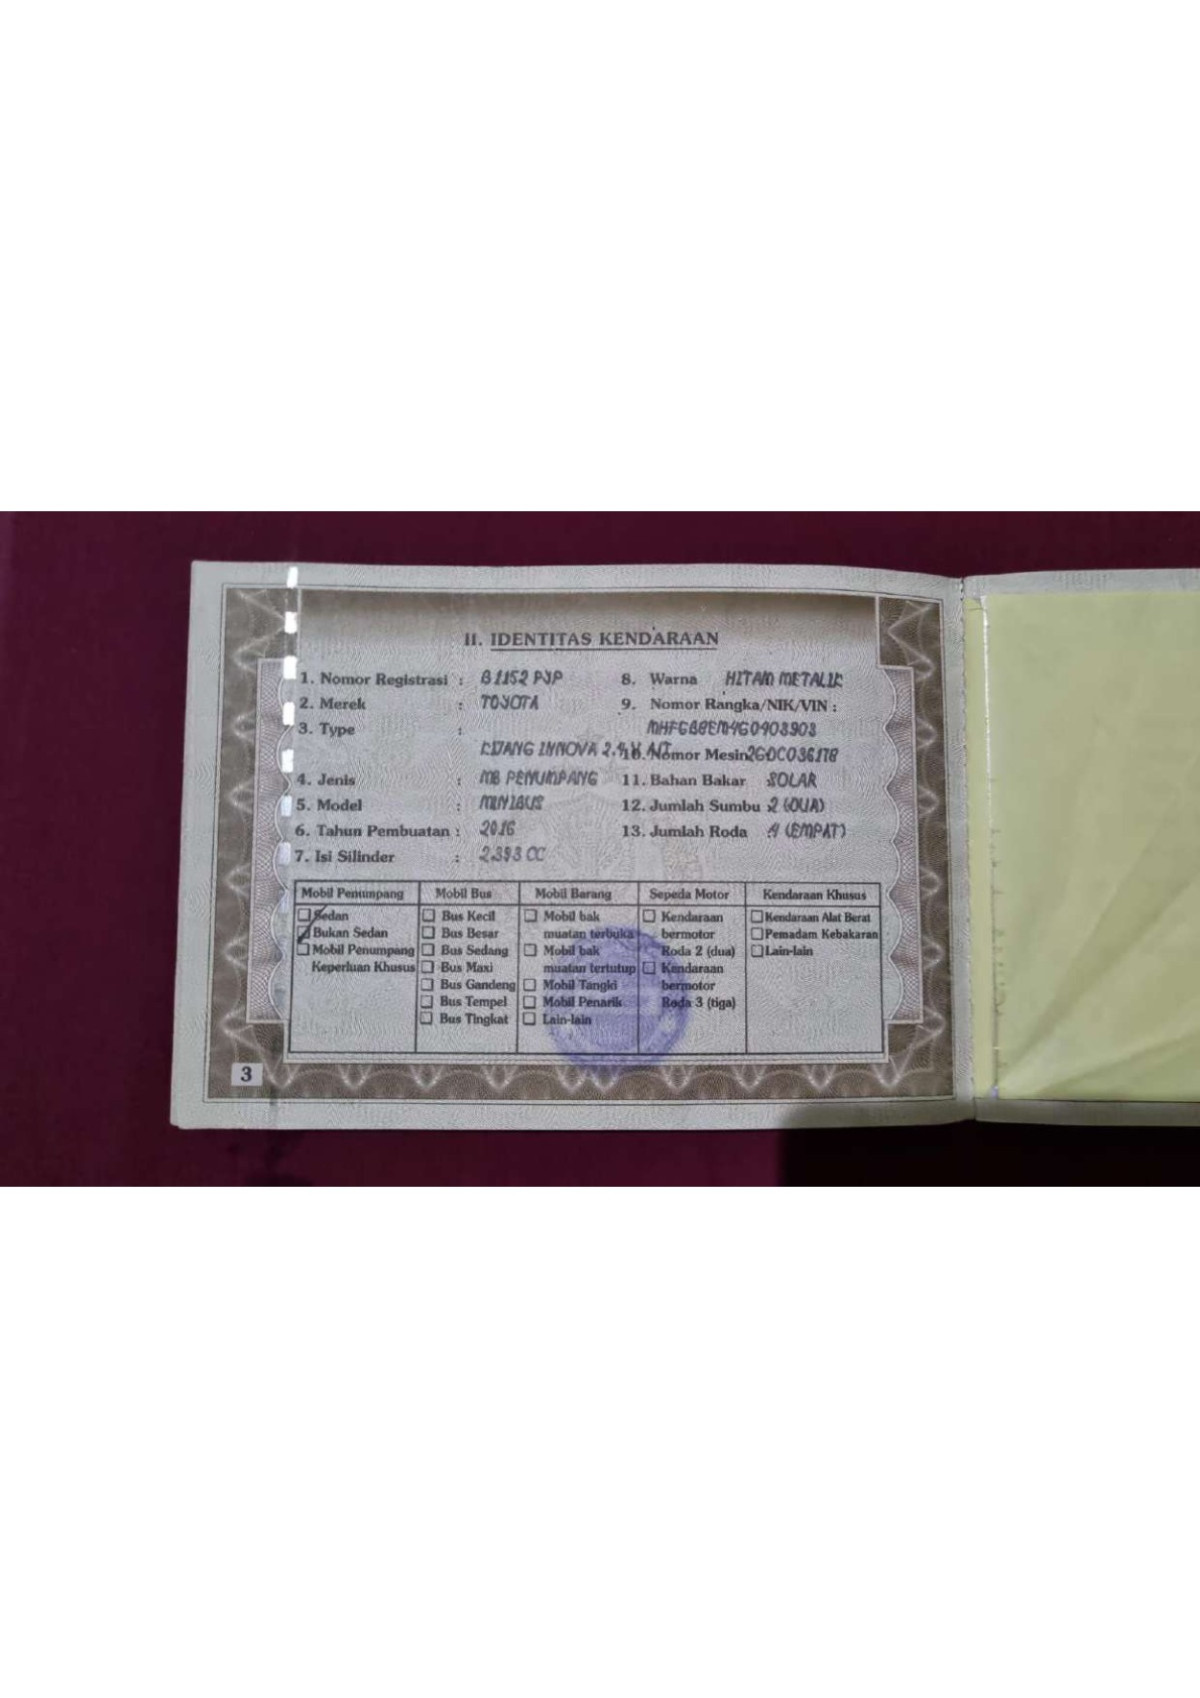 II. IDENTITAS KENDARAAN
1. Nomor Registrasi : B 1152 PJP
2. Merek : TOYOTA
3. Type :
KIJANG INNOVA 2.4 V A/T
4. Jenis : MB PENUMPANG
5. Model : MINIBUS
6. Tahun Pembuatan : 2016
7. Isi Silinder : 2.393 CC
8. Warna HITAM METALIK
9. Nomor Rangka/NIK/VIN :
MHFGB8EM4G0403903
10. Nomor Mesin 2GDC036178
11. Bahan Bakar SOLAR
12. Jumlah Sumbu : 2 (DUA)
13. Jumlah Roda : 4 (EMPAT)
Mobil Penumpang
Sedan
Bukan Sedan
Mobil Penumpang
Keperluan Khusus
Mobil Bus
Bus Kecil
Bus Besar
Bus Sedang
Bus Maxi
Bus Gandeng
Bus Tempel
Bus Tingkat
Mobil Barang
Mobil bak
muatan terbuka
Mobil bak
muatan tertutup
Mobil Tangki
Mobil Penarik
Lain-lain
Sepeda Motor
Kendaraan
bermotor
Roda 2 (dua)
Kendaraan
bermotor
Roda 3 (tiga)
Kendaraan Khusus
Kendaraan Alat Berat
Pemadam Kebakaran
Lain-lain
3